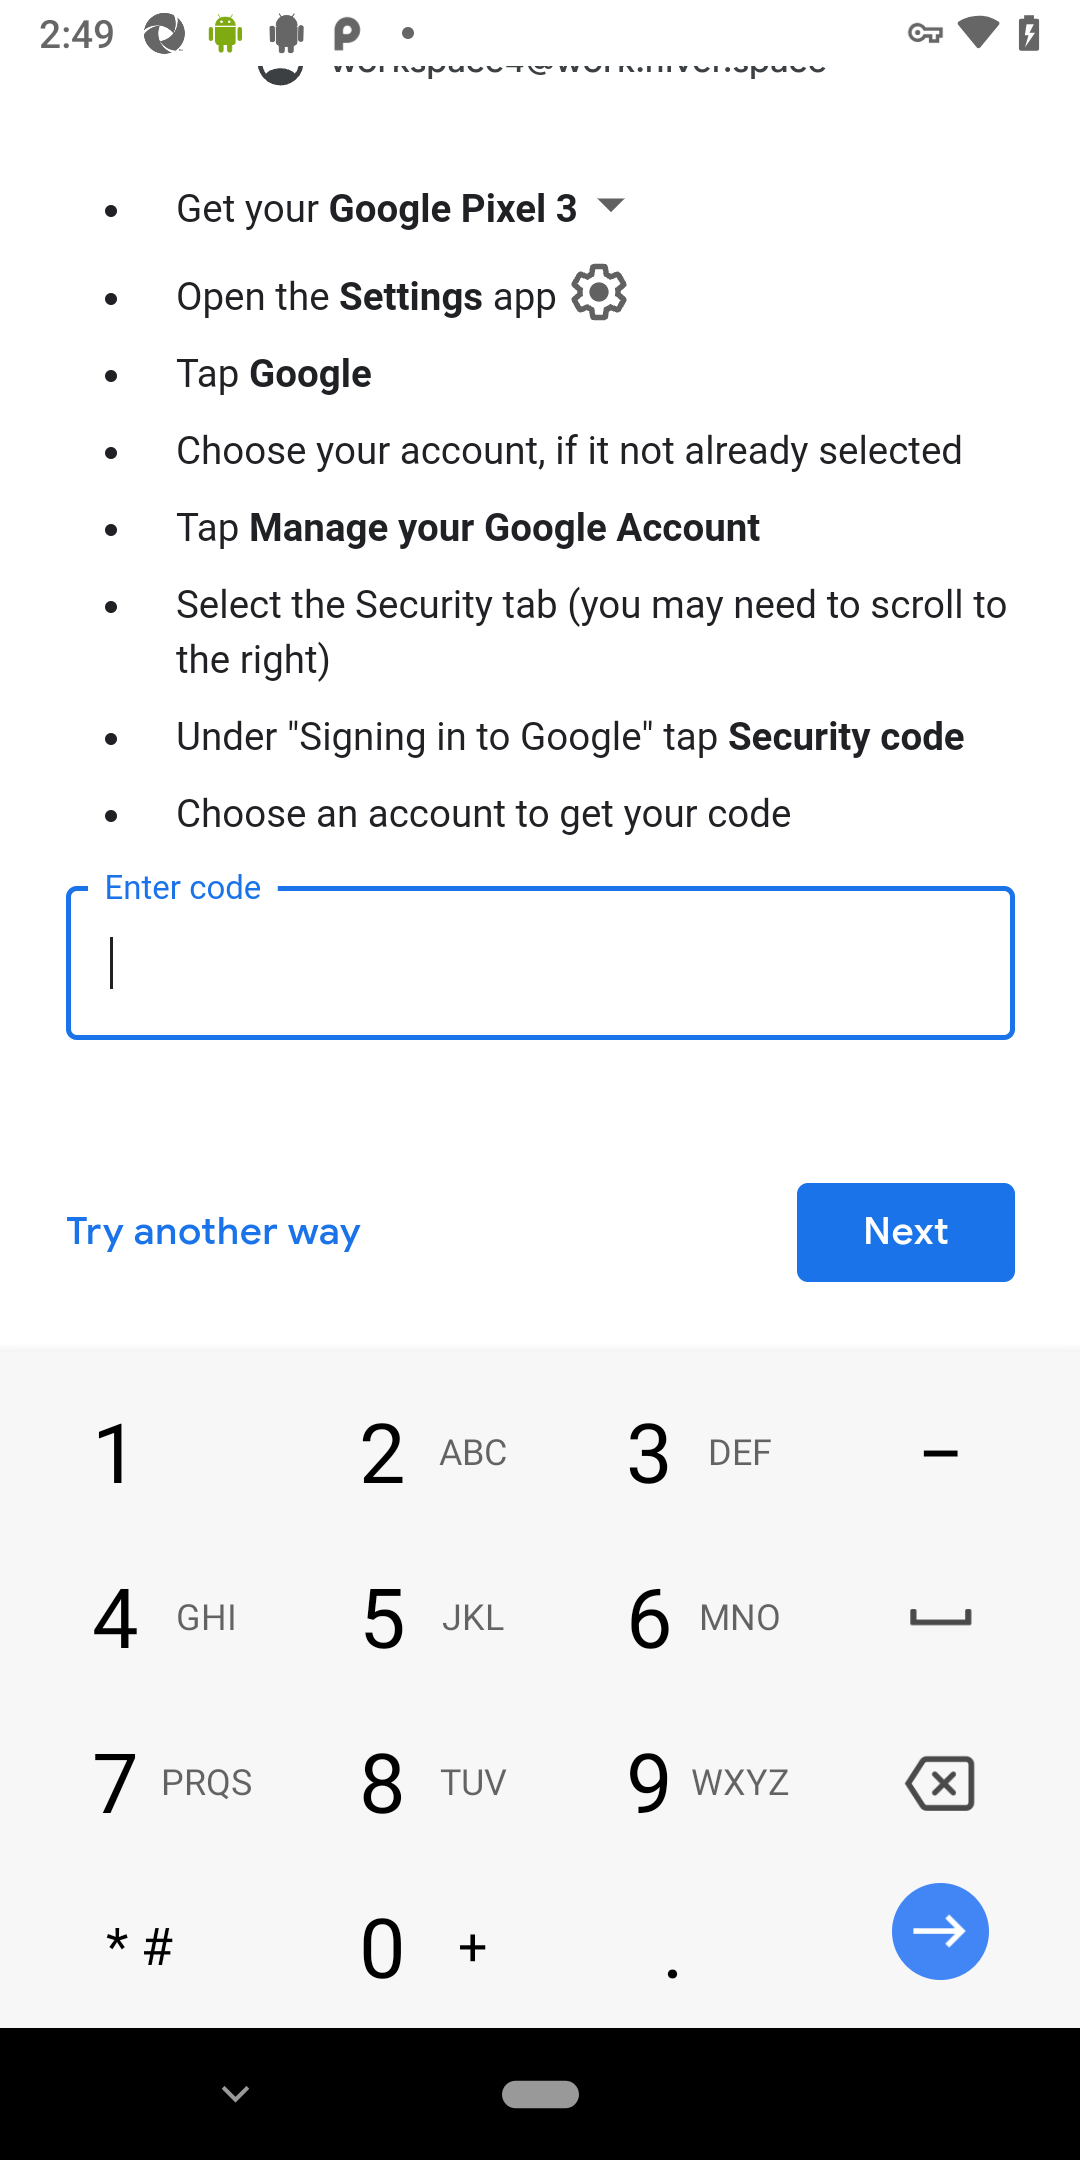 2:49
workspace4@work.hiver.space
Get your Google Pixel 3
Open the Settings app
Tap Google
Choose your account, if it not already selected
Tap Manage your Google Account
Select the Security tab (you may need to scroll to
the right)
Under "Signing in to Google" tap Security code
Choose an account to get your code
Enter code
Try another way
Next
1 2 ABC 3 DEF –
4 GHI 5 JKL 6 MNO
7 PRQS 8 TUV 9 WXYZ
* # 0 + .